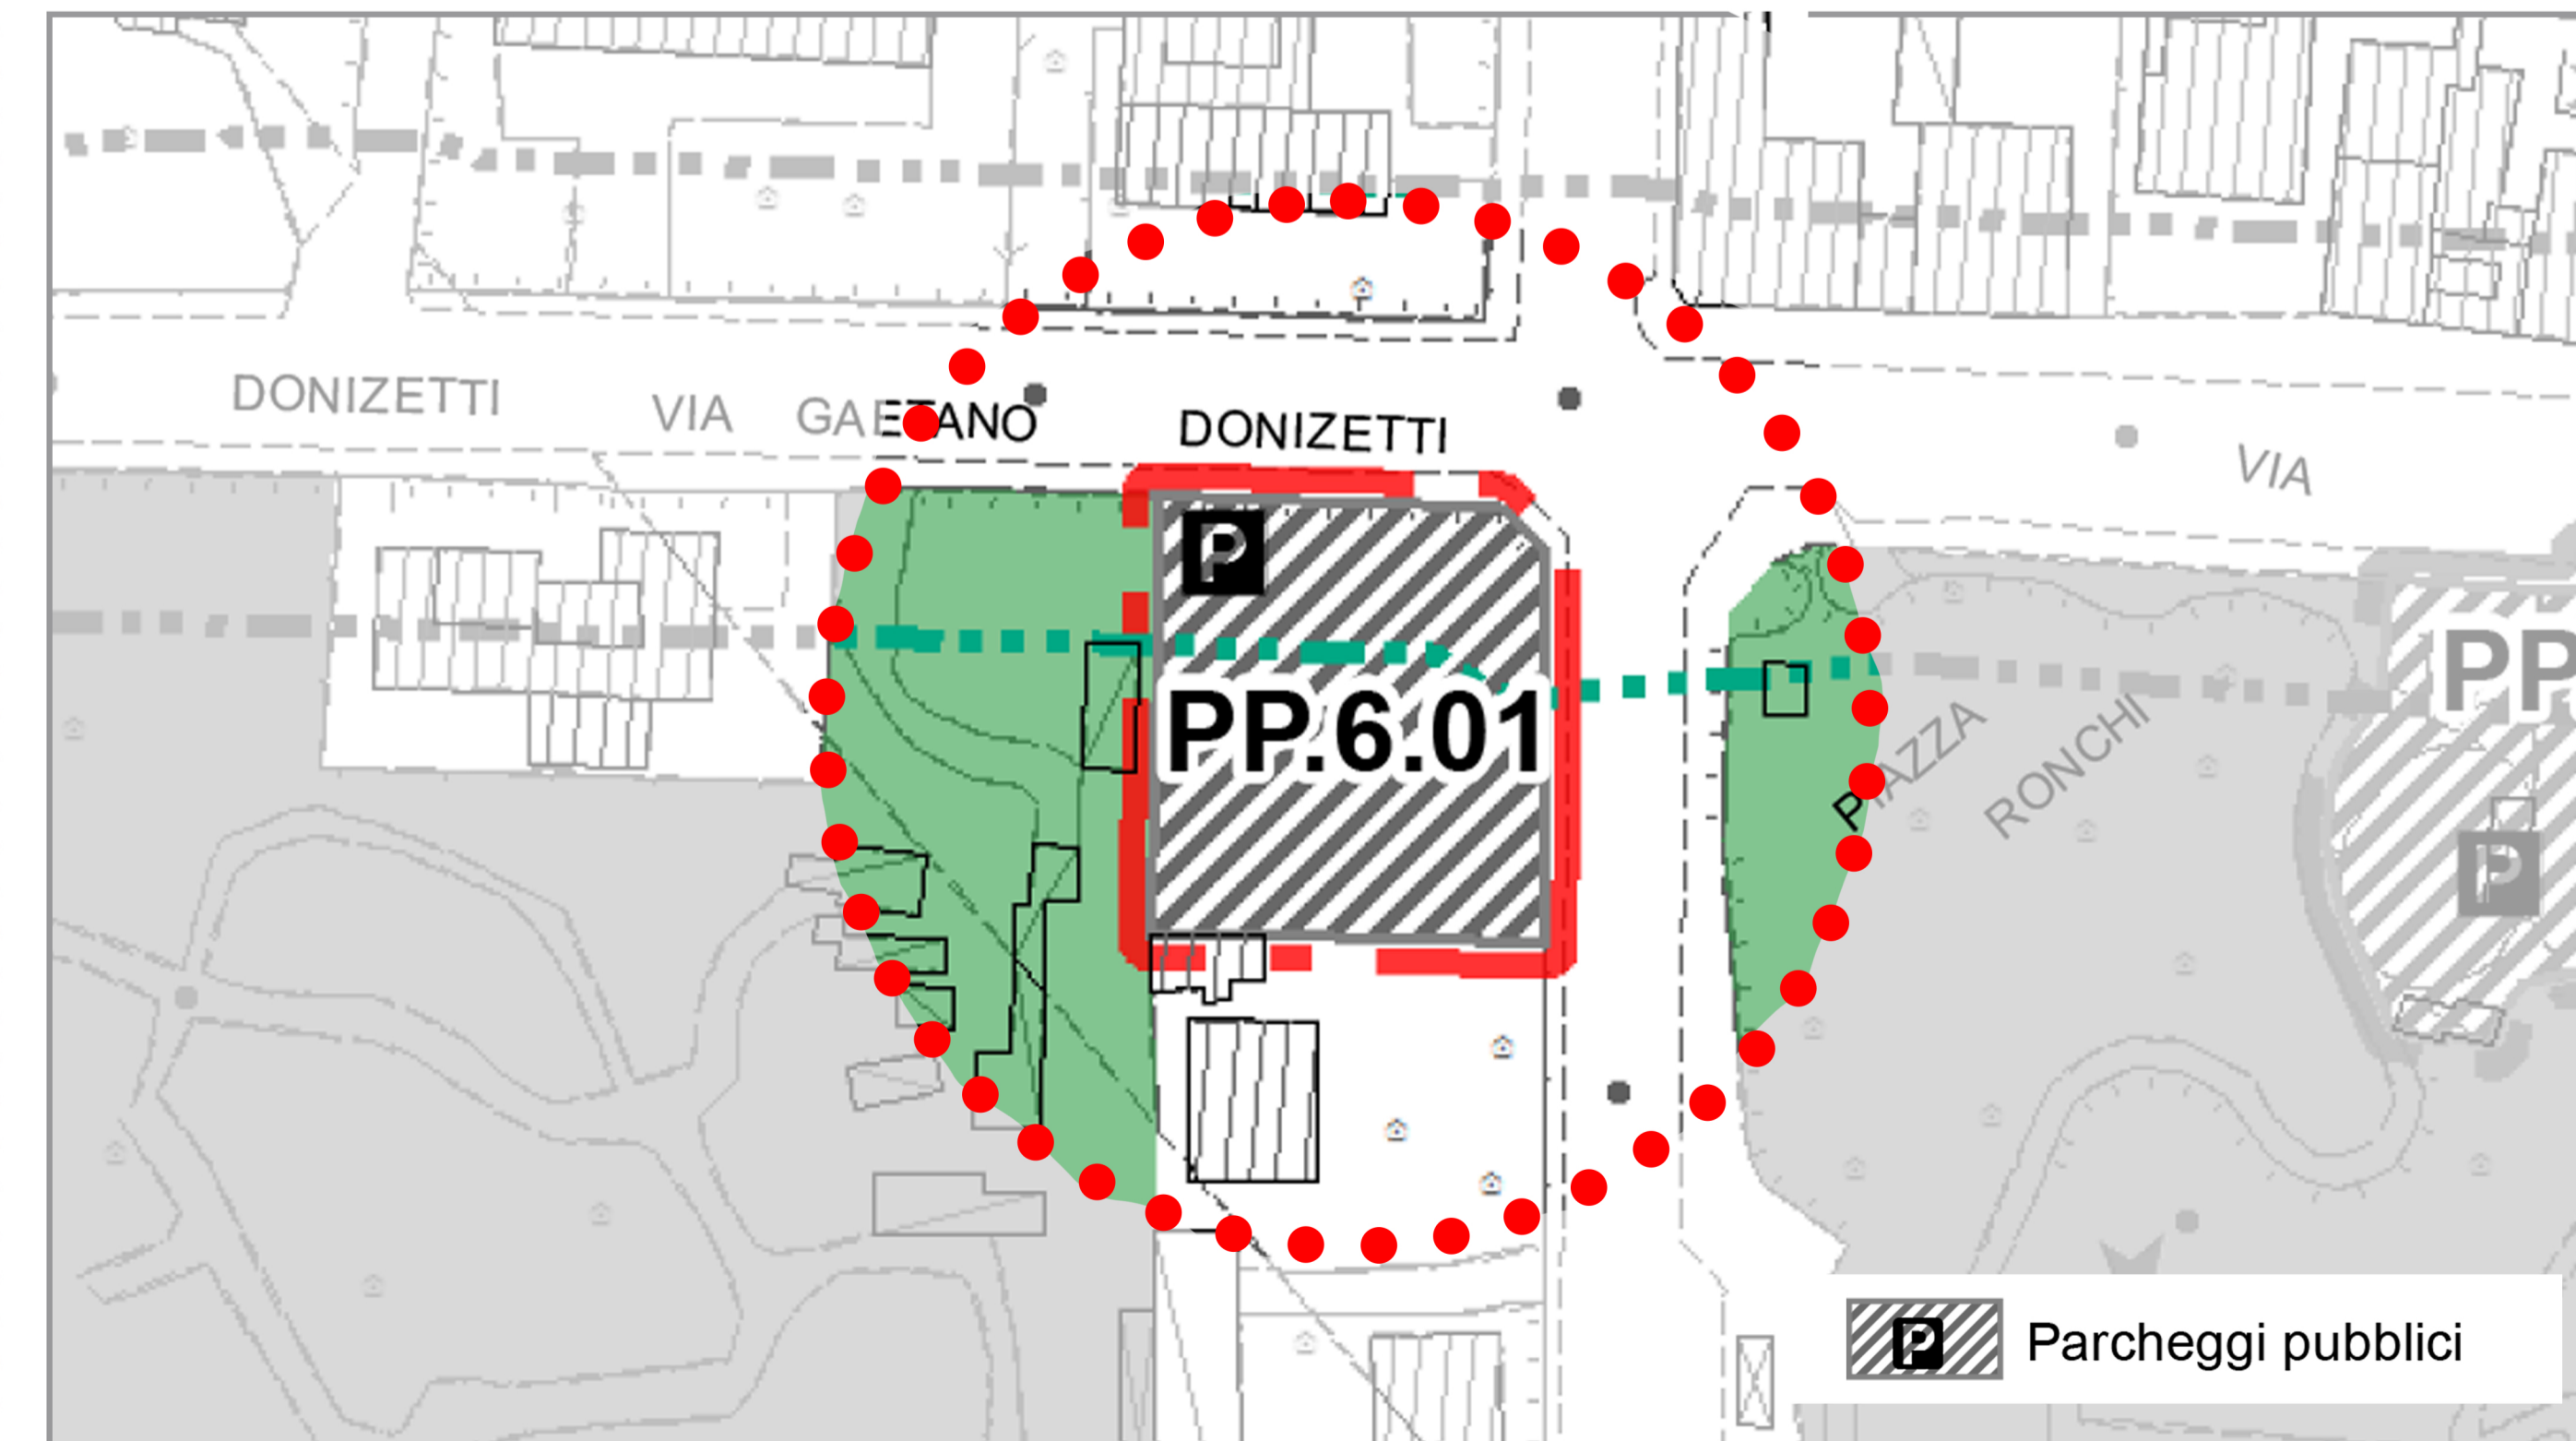 DONIZETTI
VIA GAETANO
DONIZETTI
VIA
P
PP.6.01
PP
PIAZZA
RONCHI
P
P Parcheggi pubblici